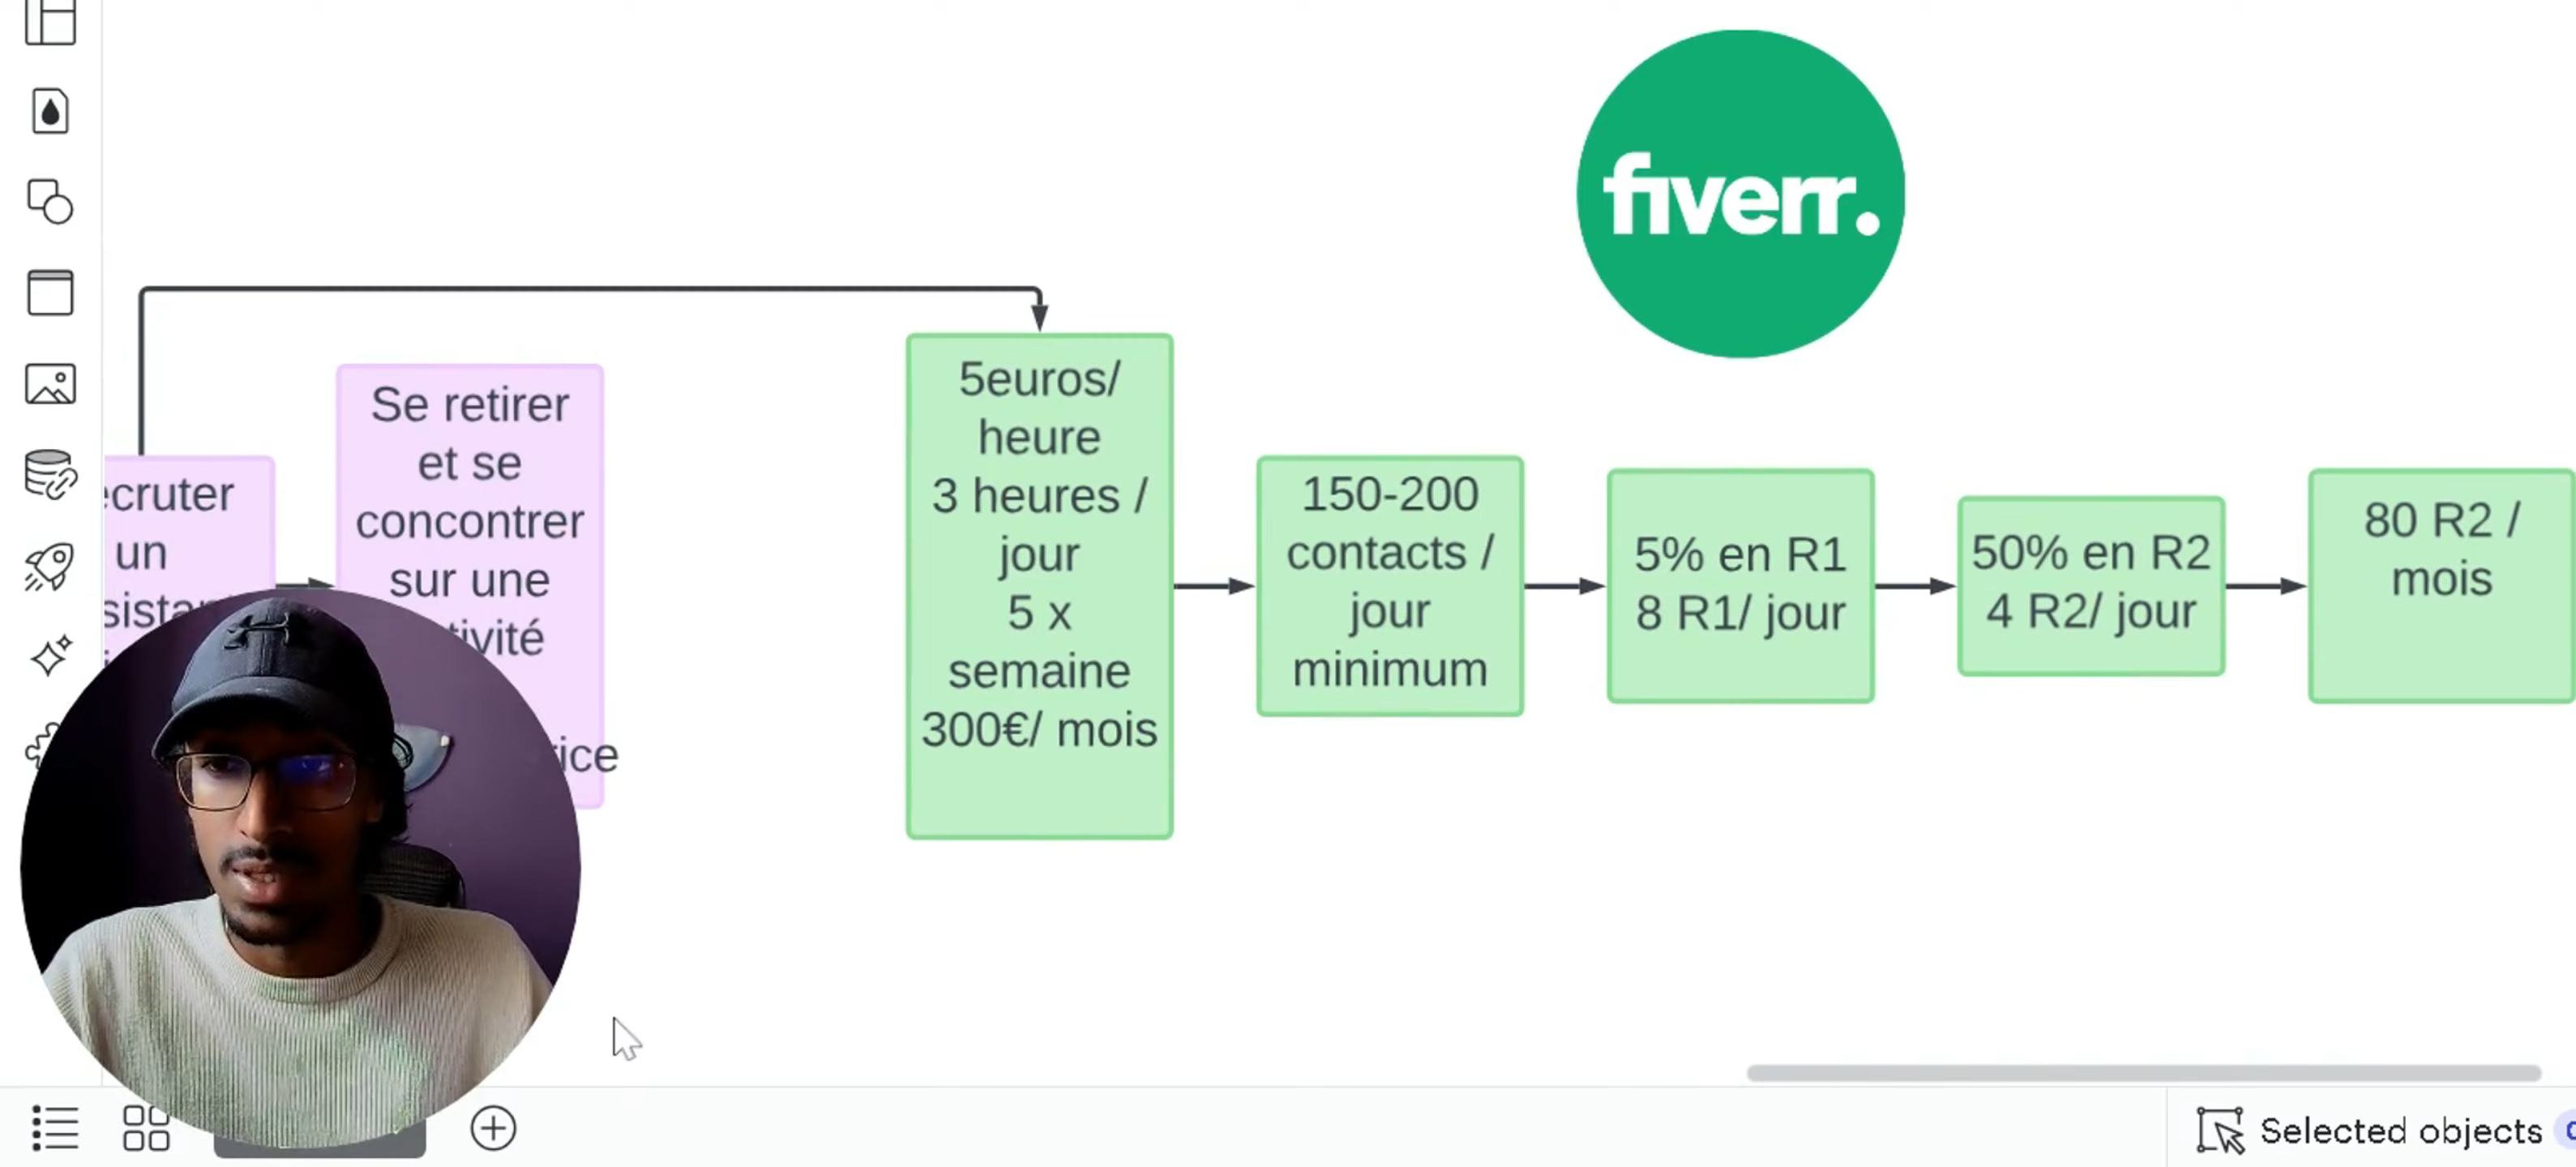 fiverr.
un
Se retirer
et se
concontrer
sur une
5euros/
heure
3 heures /
jour
5 x
semaine
300€/ mois
150-200
contacts /
jour
minimum
5% en R1
8 R1/ jour
50% en R2
4 R2/ jour
80 R2 /
mois
Selected objects